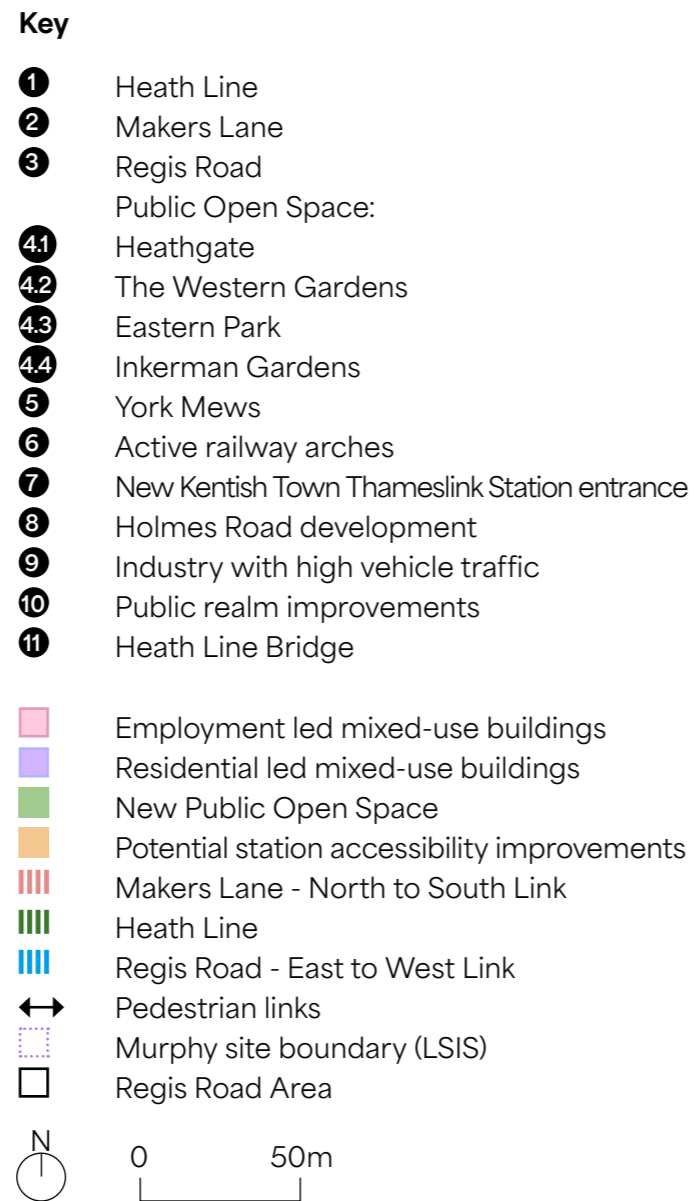 Key
1 Heath Line
2 Makers Lane
3 Regis Road
Public Open Space:
4.1 Heathgate
4.2 The Western Gardens
4.3 Eastern Park
4.4 Inkerman Gardens
5 York Mews
6 Active railway arches
7 New Kentish Town Thameslink Station entrance
8 Holmes Road development
9 Industry with high vehicle traffic
10 Public realm improvements
11 Heath Line Bridge
Employment led mixed-use buildings
Residential led mixed-use buildings
New Public Open Space
Potential station accessibility improvements
Makers Lane - North to South Link
Heath Line
Regis Road - East to West Link
Pedestrian links
Murphy site boundary (LSIS)
Regis Road Area
N 0 50m